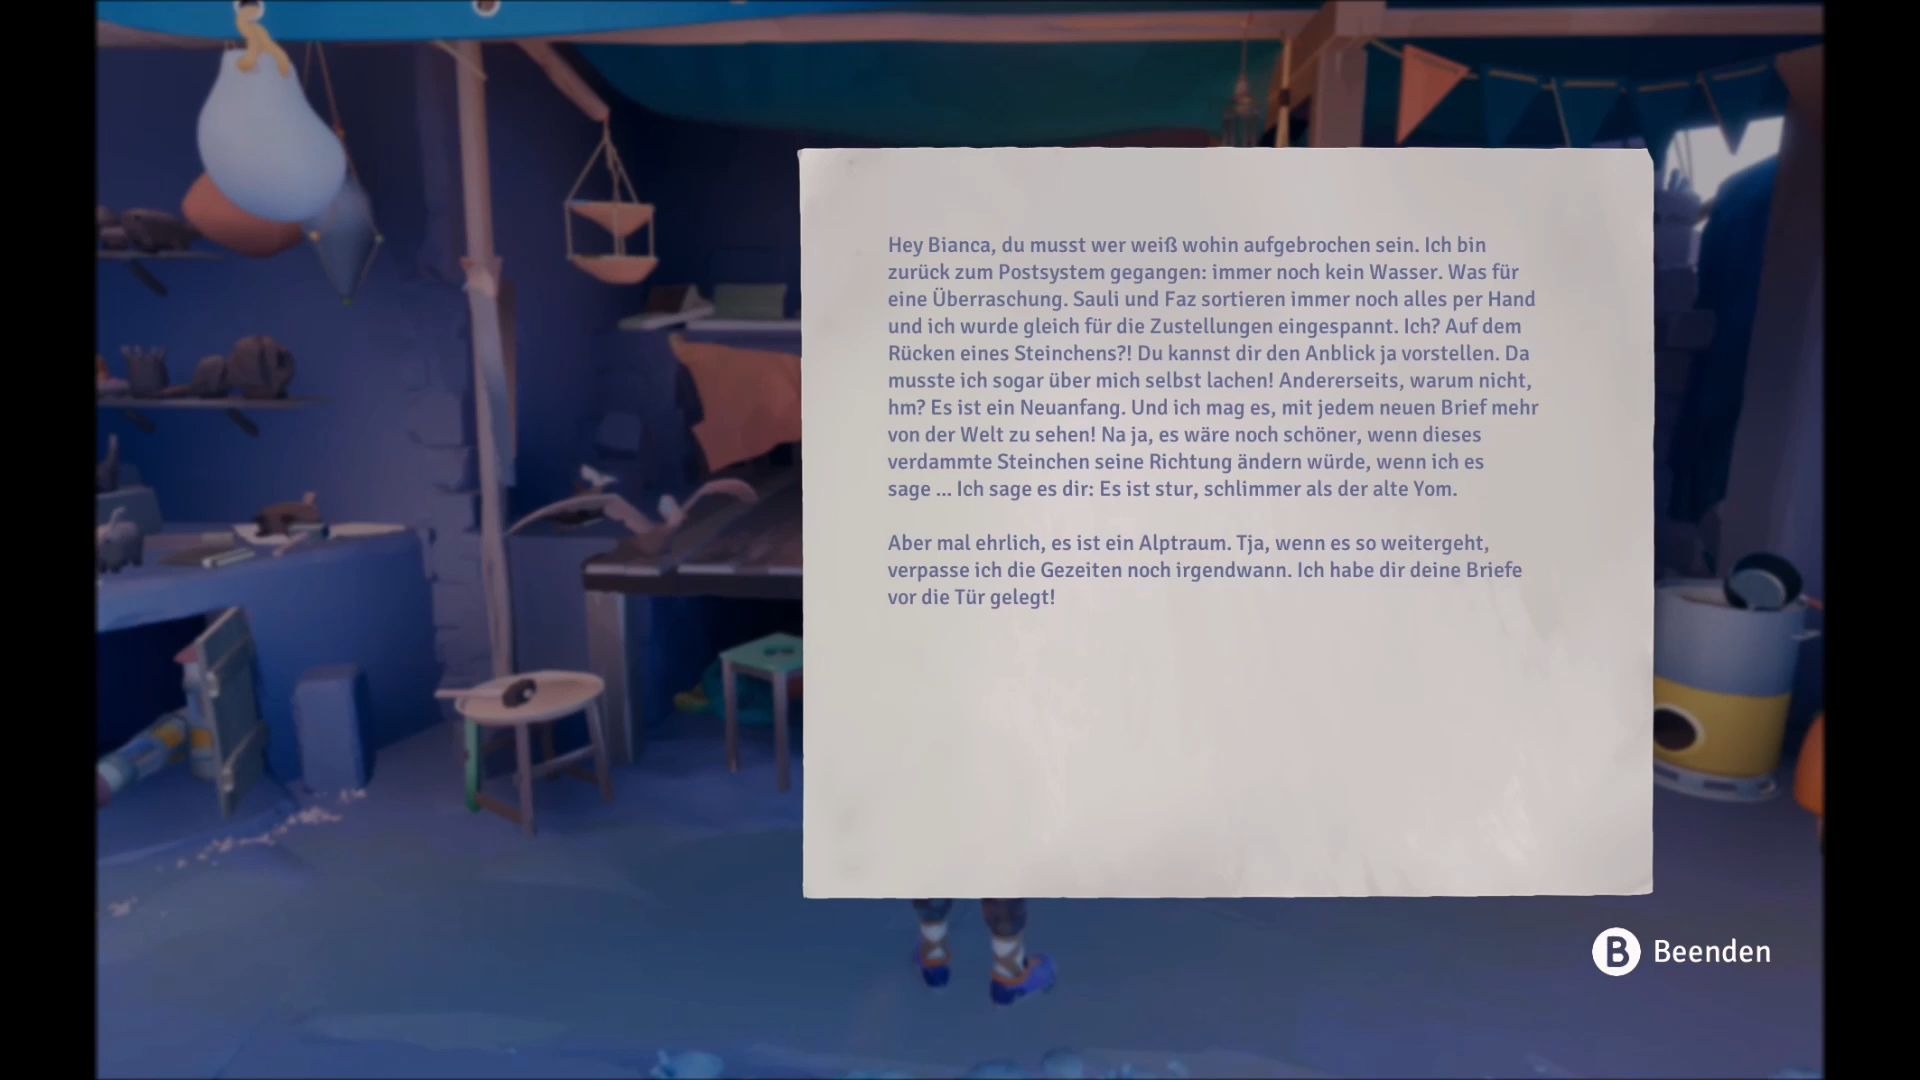 Hey Bianca, du musst wer weiß wohin aufgebrochen sein. Ich bin
zurück zum Postsystem gegangen: immer noch kein Wasser. Was für
eine Überraschung. Sauli und Faz sortieren immer noch alles per Hand
und ich wurde gleich für die Zustellungen eingespannt. Ich? Auf dem
Rücken eines Steinchens?! Du kannst dir den Anblick ja vorstellen. Da
musste ich sogar über mich selbst lachen! Andererseits, warum nicht,
hm? Es ist ein Neuanfang. Und ich mag es, mit jedem neuen Brief mehr
von der Welt zu sehen! Na ja, es wäre noch schöner, wenn dieses
verdammte Steinchen seine Richtung ändern würde, wenn ich es
sage ... Ich sage es dir: Es ist stur, schlimmer als der alte Yom.
Aber mal ehrlich, es ist ein Alptraum. Tja, wenn es so weitergeht,
verpasse ich die Gezeiten noch irgendwann. Ich habe dir deine Briefe
vor die Tür gelegt!
B Beenden